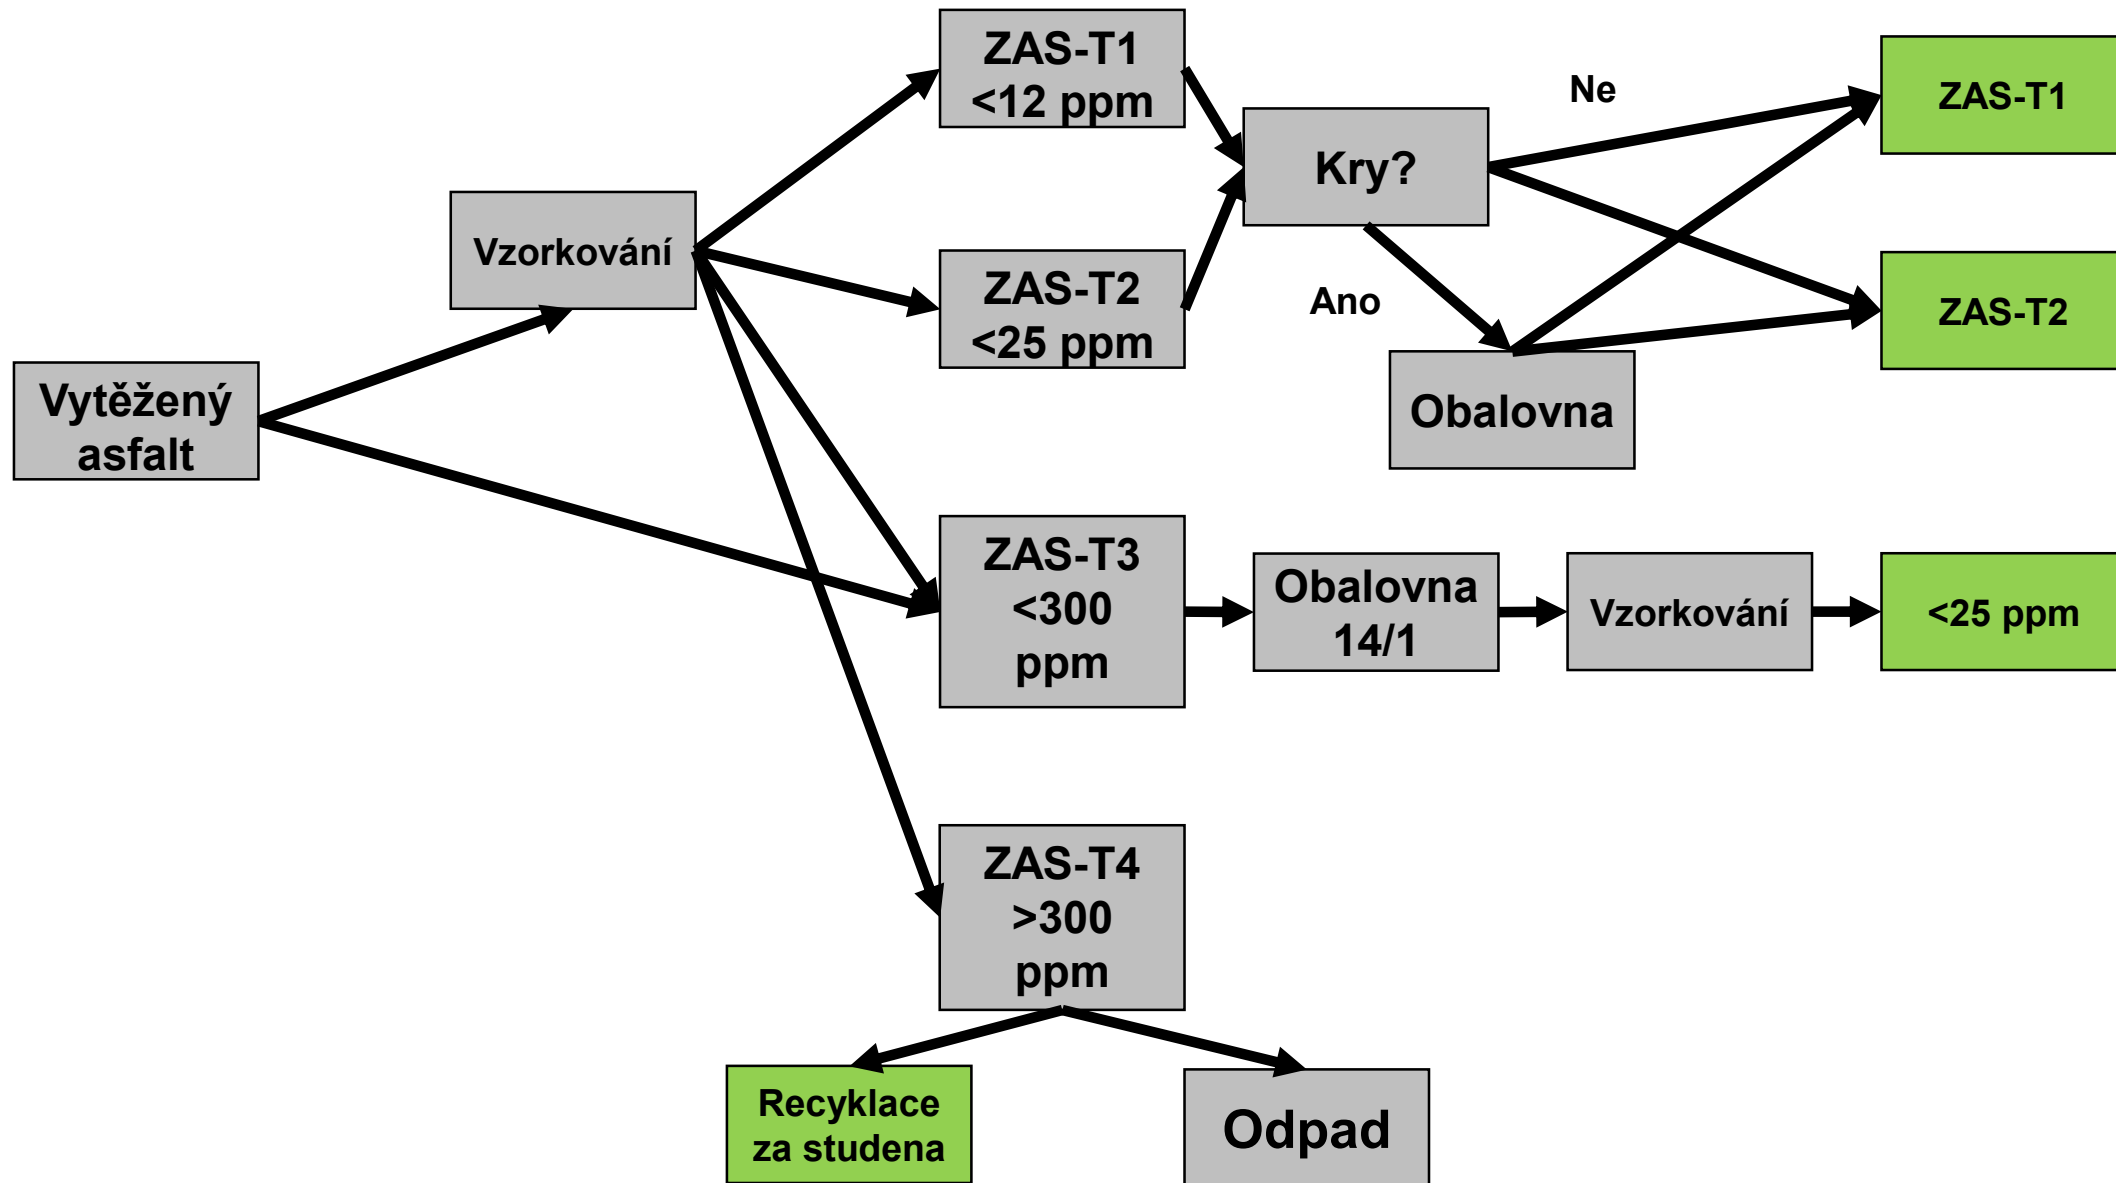 Vytěžený
asfalt
Vzorkování
ZAS-T1
<12 ppm
ZAS-T2
<25 ppm
ZAS-T3
<300
ppm
ZAS-T4
>300
ppm
Kry?
Ne
Ano
Obalovna
ZAS-T1
ZAS-T2
Obalovna
14/1
Vzorkování
<25 ppm
Recyklace
za studena
Odpad